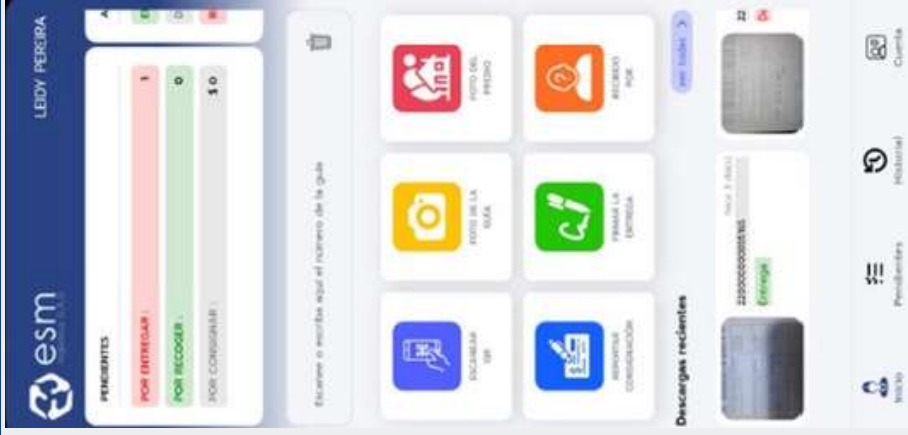 esm
LEIDY PEREIRA
PENDIENTES
POR ENTREGAR : 1
POR RECOGER : 0
POR CONSIGNAR : $ 0
Escanee o escriba aquí el número de la guía
ESCANEAR QR
FOTO DE LA GUÍA
FOTO DEL PREDIO
REPORTAR CONSIGNACIÓN
FIRMAR LA ENTREGA
RECIBIDO POR
Descargas recientes
ver todas >
Entrega
22
Inicio
Pendientes
Historial
Cuenta